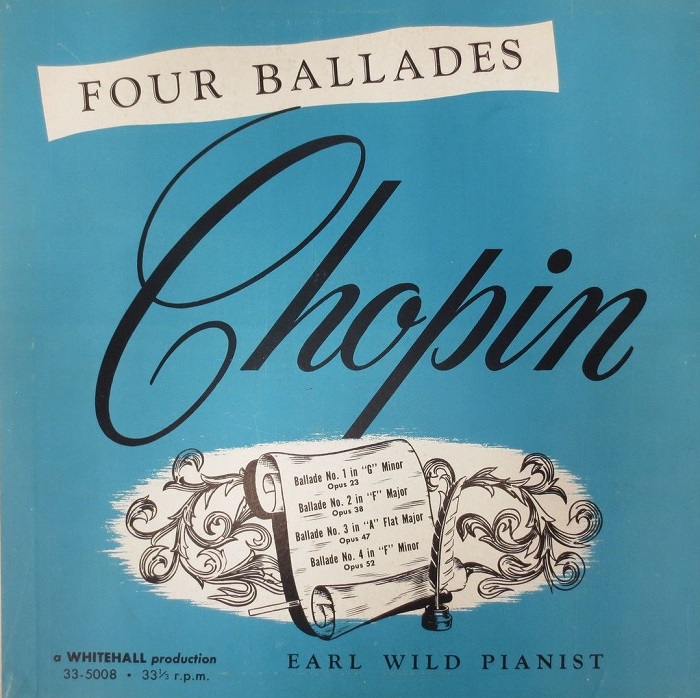 FOUR BALLADES
Chopin
Ballade No. 1 in "G" Minor
Opus 23
Ballade No. 2 in "F" Major
Opus 38
Ballade No. 3 in "A" Flat Major
Opus 47
Ballade No. 4 in "F" Minor
Opus 52
a WHITEHALL production
33-5008 • 33⅓ r.p.m.
EARL WILD PIANIST